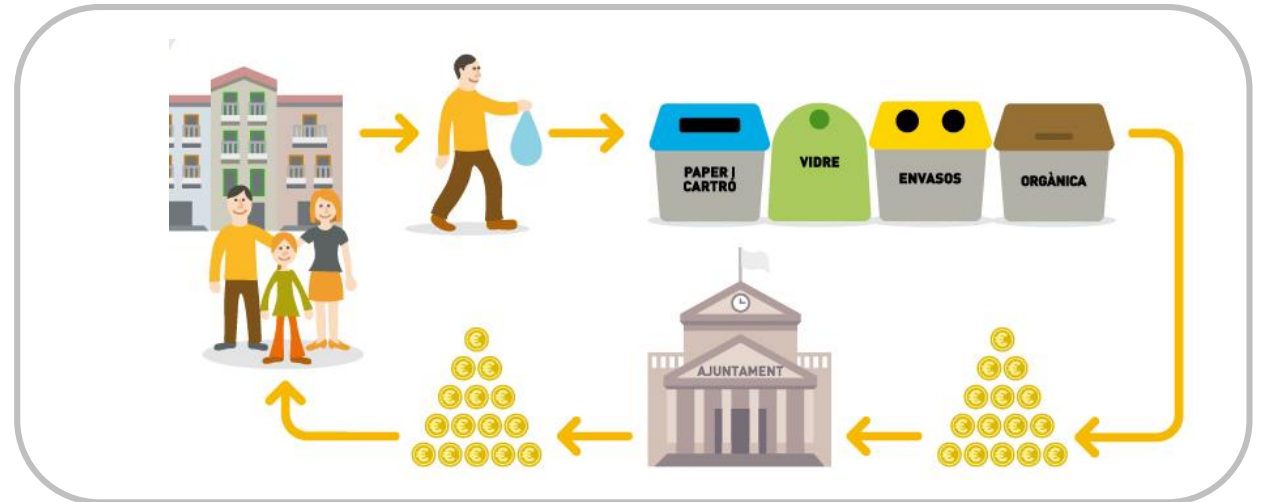 PAPER I
CARTRÓ
VIDRE
ENVASOS
ORGÀNICA
AJUNTAMENT